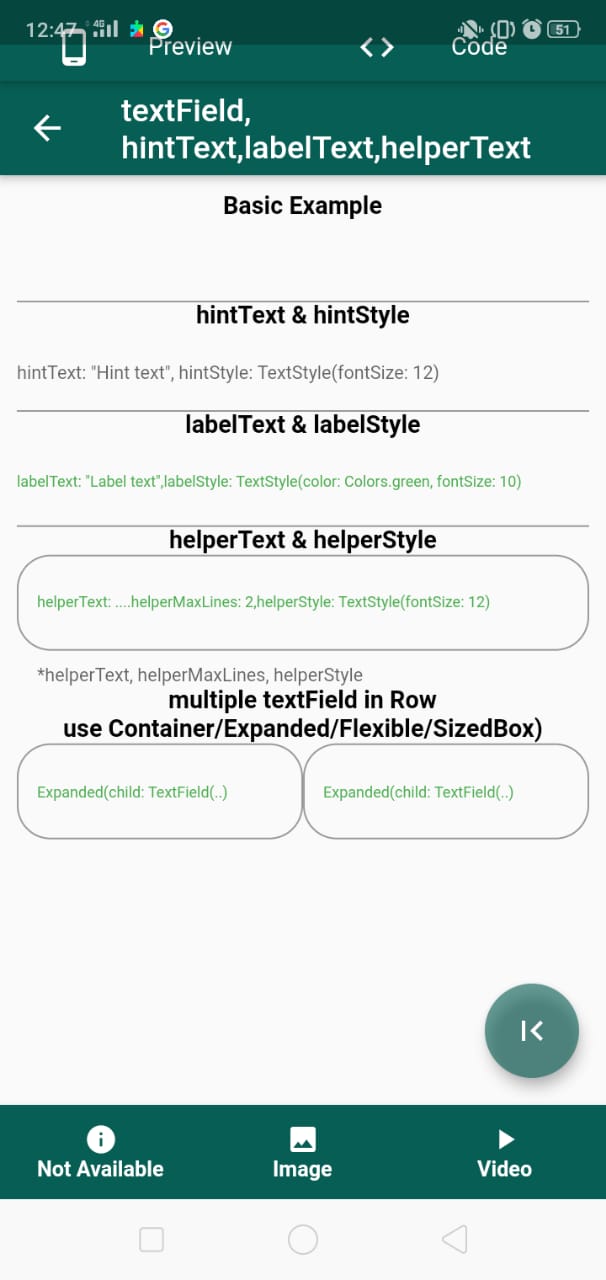 12:47 4G 51
Preview Code
textField,
hintText,labelText,helperText
Basic Example
hintText & hintStyle
hintText: "Hint text", hintStyle: TextStyle(fontSize: 12)
labelText & labelStyle
labelText: "Label text",labelStyle: TextStyle(color: Colors.green, fontSize: 10)
helperText & helperStyle
helperText: ....helperMaxLines: 2,helperStyle: TextStyle(fontSize: 12)
*helperText, helperMaxLines, helperStyle
multiple textField in Row
use Container/Expanded/Flexible/SizedBox)
Expanded(child: TextField(..) Expanded(child: TextField(..)
Not Available Image Video